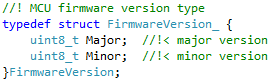 //! MCU firmware version type
typedef struct FirmwareVersion_ {
    uint8_t Major;  //!< major version
    uint8_t Minor;  //!< minor version
}FirmwareVersion;